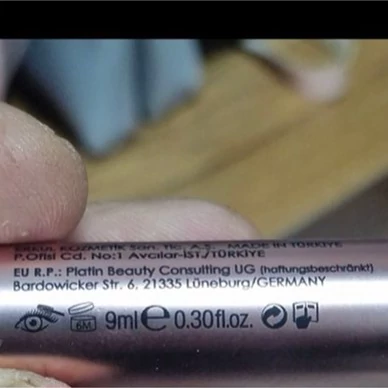 ERKUL KOZMETİK San. Tic. A.S. MADE IN TÜRKİYE
P.Ofisi Cd. No:1 Avcılar-İST./TÜRKİYE
EU R.P.: Platin Beauty Consulting UG (haftungsbeschränkt)
Bardowicker Str. 6, 21335 Lüneburg/GERMANY
6M 9ml e 0.30fl.oz.